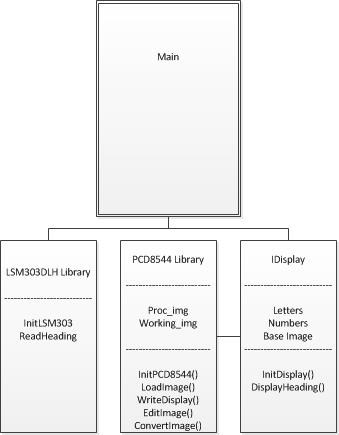 Main
LSM303DLH Library
InitLSM303
ReadHeading
PCD8544 Library
Proc_img
Working_img
InitPCD8544()
LoadImage()
WriteDisplay()
EditImage()
ConvertImage()
IDisplay
Letters
Numbers
Base Image
InitDisplay()
DisplayHeading()